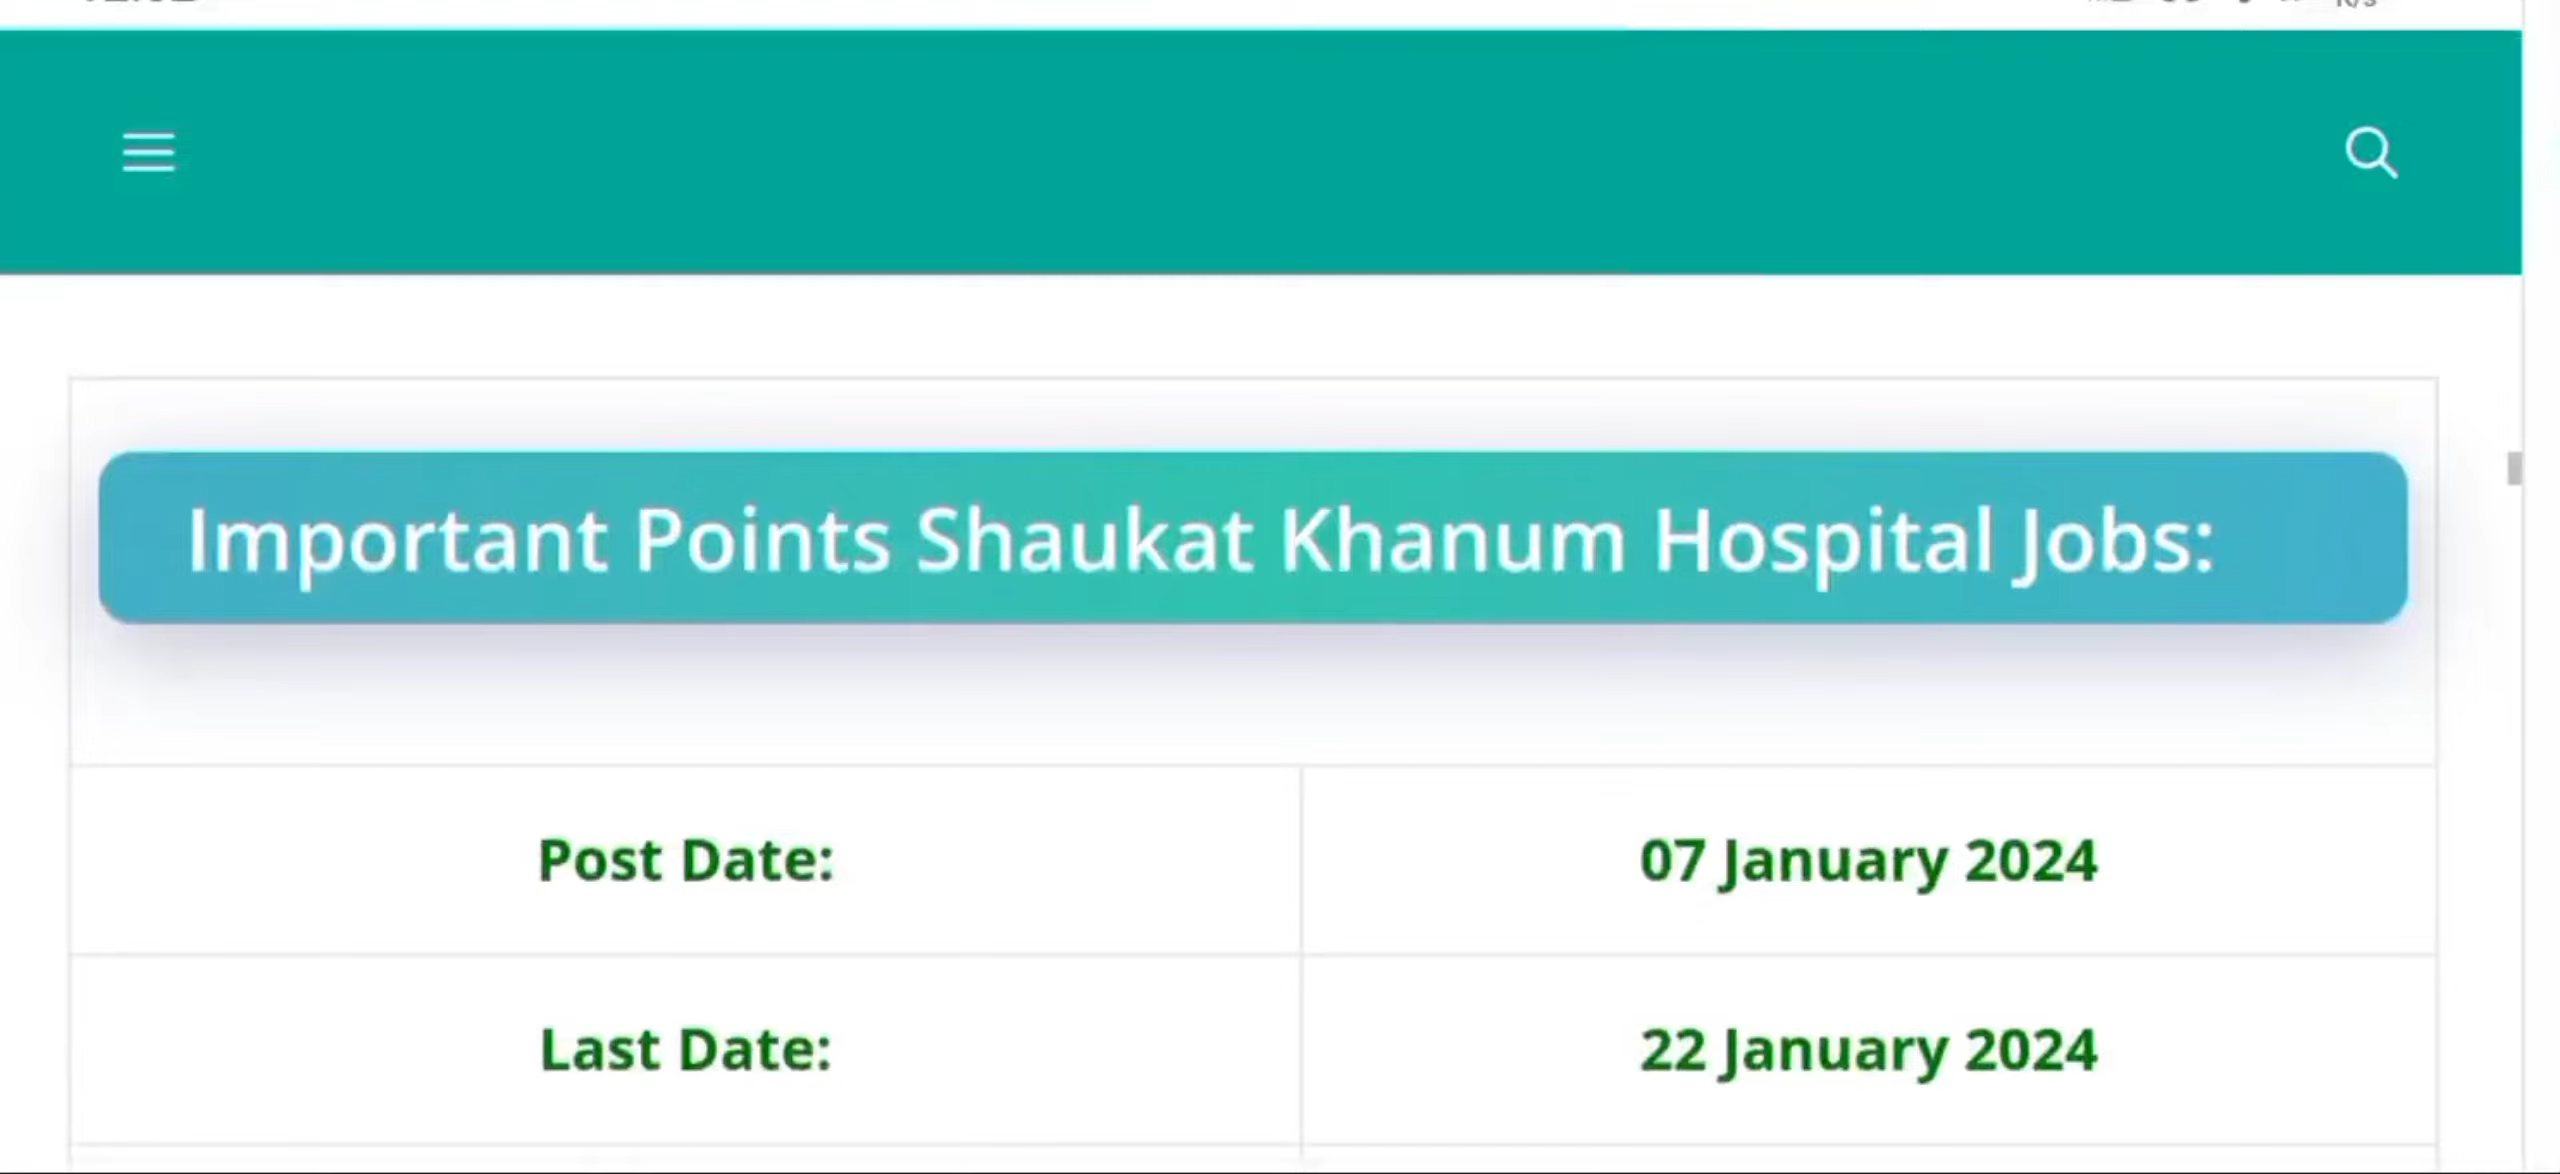 K/s
Important Points Shaukat Khanum Hospital Jobs:
Post Date: 07 January 2024
Last Date: 22 January 2024